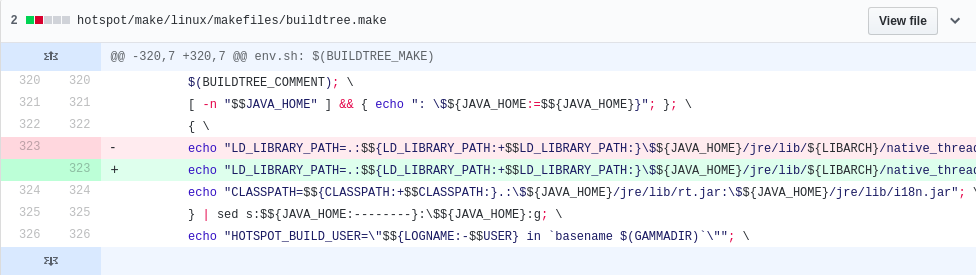 2 hotspot/make/linux/makefiles/buildtree.make View file
@@ -320,7 +320,7 @@ env.sh: $(BUILDTREE_MAKE)
320 320 $(BUILDTREE_COMMENT); \
321 321 [ -n "$$JAVA_HOME" ] && { echo ": \$${JAVA_HOME:=$${JAVA_HOME}}"; }; \
322 322 { \
323 - echo "LD_LIBRARY_PATH=.:$${LD_LIBRARY_PATH:+$$LD_LIBRARY_PATH:}\$${JAVA_HOME}/jre/lib/${LIBARCH}/native_threa
323 + echo "LD_LIBRARY_PATH=.:$${LD_LIBRARY_PATH:+$$LD_LIBRARY_PATH:}\$${JAVA_HOME}/jre/lib/${LIBARCH}/native_threa
324 324 echo "CLASSPATH=$${CLASSPATH:+$$CLASSPATH:}.:\$${JAVA_HOME}/jre/lib/rt.jar:\$${JAVA_HOME}/jre/lib/i18n.jar"; \
325 325 } | sed s:$${JAVA_HOME:--------}:\$${JAVA_HOME}:g; \
326 326 echo "HOTSPOT_BUILD_USER=\"$${LOGNAME:-$$USER} in `basename $(GAMMADIR)`\""; \